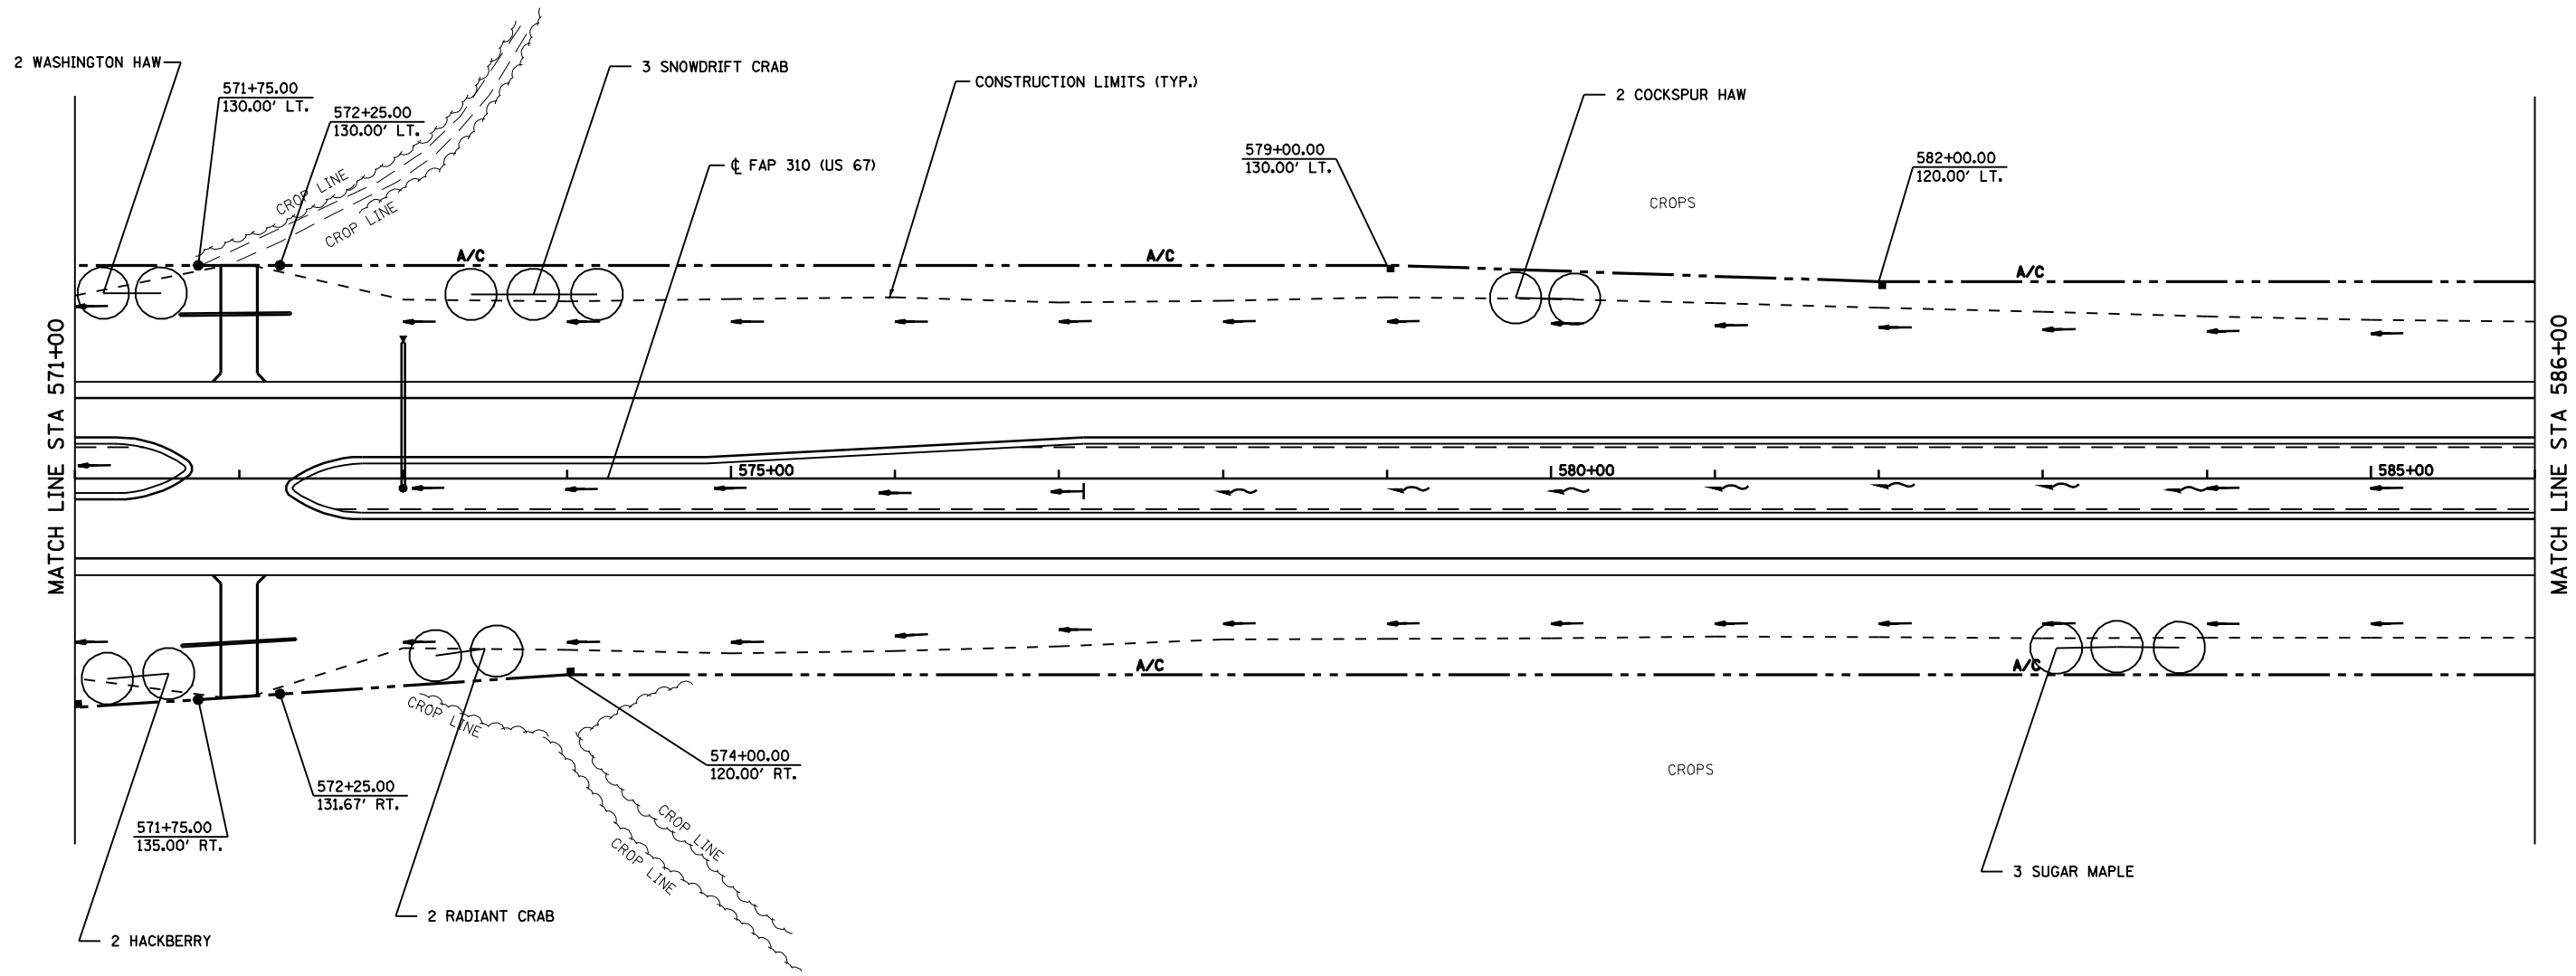 2 WASHINGTON HAW
3 SNOWDRIFT CRAB
CONSTRUCTION LIMITS (TYP.)
571+75.00
130.00' LT.
2 COCKSPUR HAW
572+25.00
130.00' LT.
579+00.00
130.00' LT.
℄ FAP 310 (US 67)
582+00.00
120.00' LT.
CROP LINE
CROP LINE
CROPS
A/C
A/C
A/C
MATCH LINE STA 571+00
MATCH LINE STA 586+00
575+00
580+00
585+00
A/C
A/C
CROP LINE
574+00.00
120.00' RT.
CROPS
572+25.00
131.67' RT.
571+75.00
135.00' RT.
CROP LINE
CROP LINE
3 SUGAR MAPLE
2 RADIANT CRAB
2 HACKBERRY